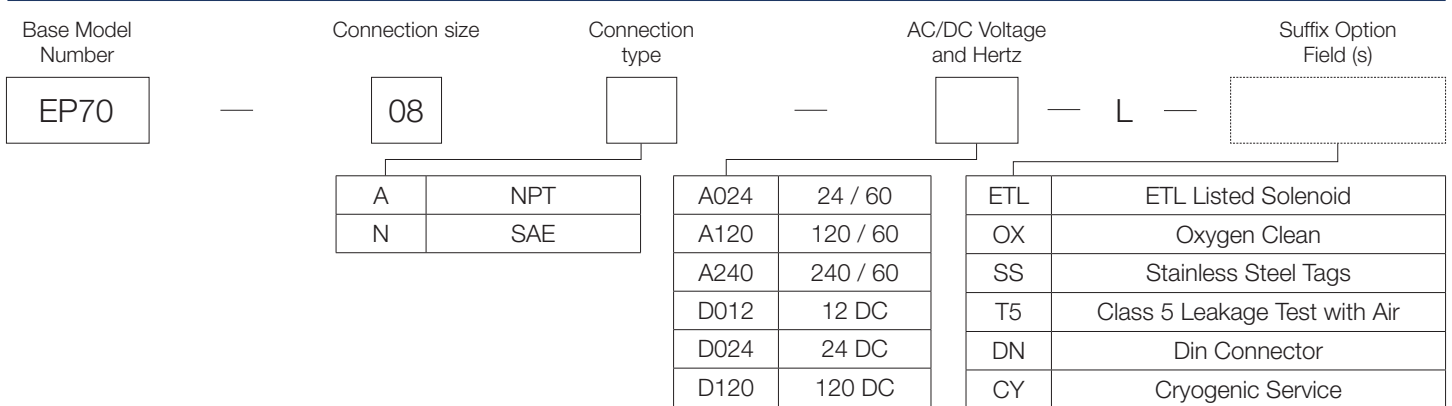 Base Model Number
Connection size
Connection type
AC/DC Voltage and Hertz
Suffix Option Field (s)
EP70 — 08 — — L —
A NPT
N SAE
A024 24 / 60
A120 120 / 60
A240 240 / 60
D012 12 DC
D024 24 DC
D120 120 DC
ETL ETL Listed Solenoid
OX Oxygen Clean
SS Stainless Steel Tags
T5 Class 5 Leakage Test with Air
DN Din Connector
CY Cryogenic Service